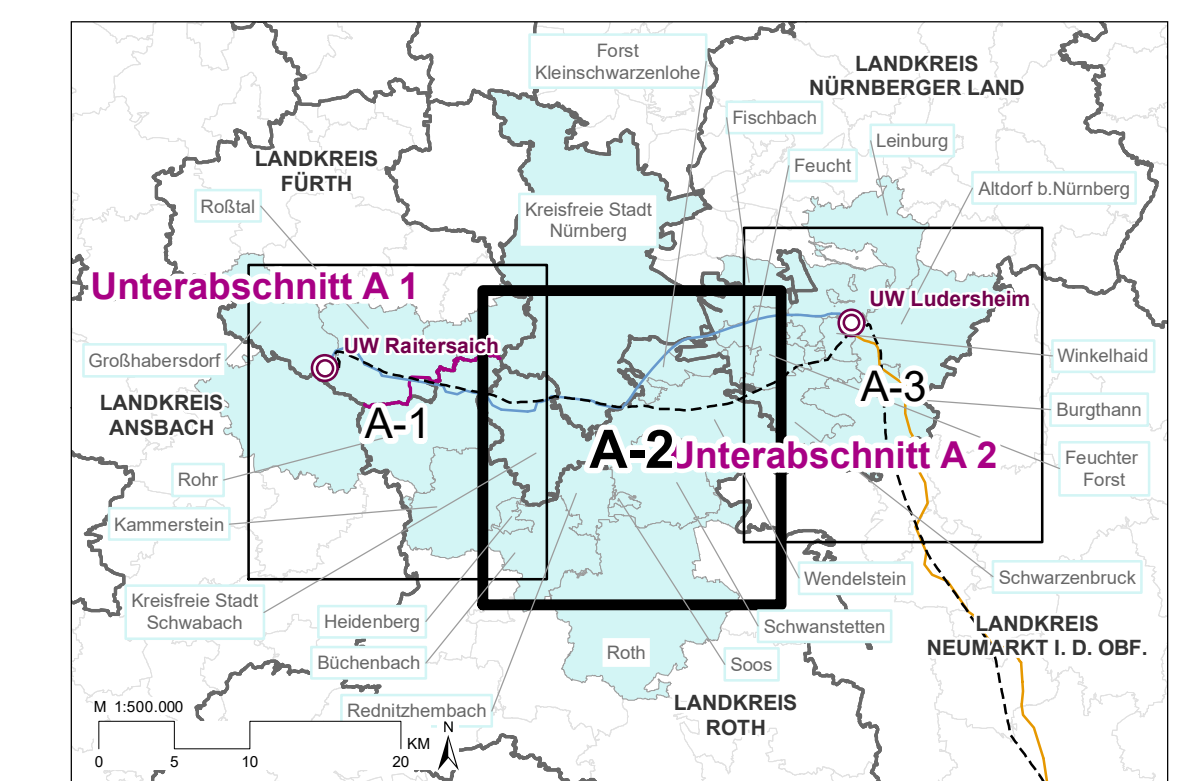 Forst
Kleinschwarzenlohe
LANDKREIS
NÜRNBERGER LAND
Fischbach
Leinburg
Feucht
LANDKREIS
FÜRTH
Altdorf b.Nürnberg
Roßtal
Kreisfreie Stadt
Nürnberg
Unterabschnitt A 1
UW Ludersheim
UW Raitersaich
Großhabersdorf
Winkelhaid
A-3
LANDKREIS
ANSBACH
A-1
Burgthann
A-2
Unterabschnitt A 2
Feuchter
Forst
Rohr
Kammerstein
Wendelstein
Schwarzenbruck
Kreisfreie Stadt
Schwabach
Heidenberg
Schwanstetten
LANDKREIS
NEUMARKT I. D. OBF.
Büchenbach
Roth
Soos
Rednitzhembach
LANDKREIS
ROTH
M 1:500.000
N
KM
0 5 10 20